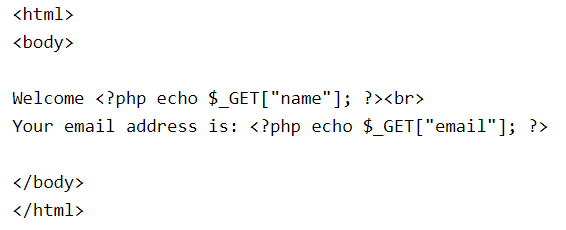 <html>
<body>
Welcome <?php echo $_GET["name"]; ?><br>
Your email address is: <?php echo $_GET["email"]; ?>
</body>
</html>